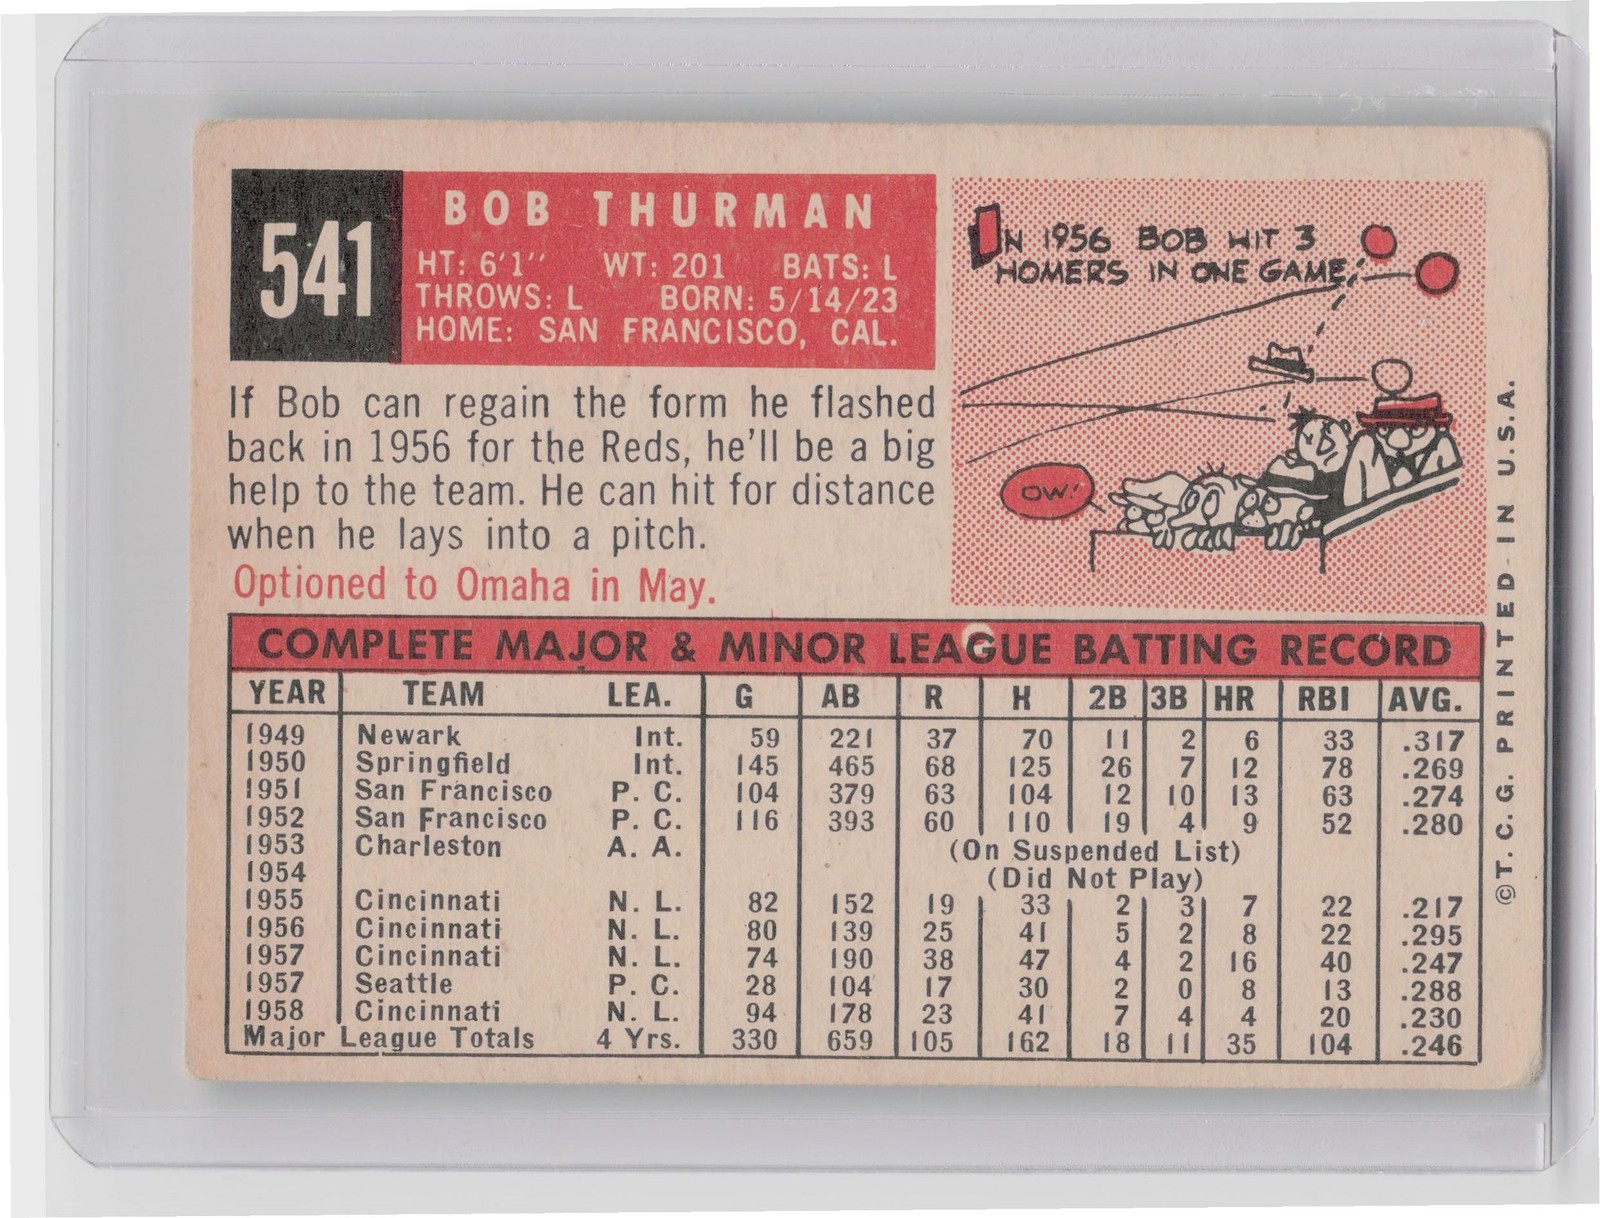 541
BOB THURMAN
HT: 6'1" WT: 201 BATS: L
THROWS: L BORN: 5/14/23
HOME: SAN FRANCISCO, CAL.
If Bob can regain the form he flashed
back in 1956 for the Reds, he'll be a big
help to the team. He can hit for distance
when he lays into a pitch.
Optioned to Omaha in May.
IN 1956 BOB HIT 3
HOMERS IN ONE GAME.
OW!
COMPLETE MAJOR & MINOR LEAGUE BATTING RECORD
YEAR TEAM LEA. G AB R H 2B 3B HR RBI AVG.
1949 Newark Int. 59 221 37 70 11 2 6 33 .317
1950 Springfield Int. 145 465 68 125 26 7 12 78 .269
1951 San Francisco P. C. 104 379 63 104 12 10 13 63 .274
1952 San Francisco P. C. 116 393 60 110 19 4 9 52 .280
1953 Charleston A. A. (On Suspended List)
1954 (Did Not Play)
1955 Cincinnati N. L. 82 152 19 33 2 3 7 22 .217
1956 Cincinnati N. L. 80 139 25 41 5 2 8 22 .295
1957 Cincinnati N. L. 74 190 38 47 4 2 16 40 .247
1957 Seattle P. C. 28 104 17 30 2 0 8 13 .288
1958 Cincinnati N. L. 94 178 23 41 7 4 4 20 .230
Major League Totals 4 Yrs. 330 659 105 162 18 11 35 104 .246
©T. C. G. PRINTED IN U.S.A.